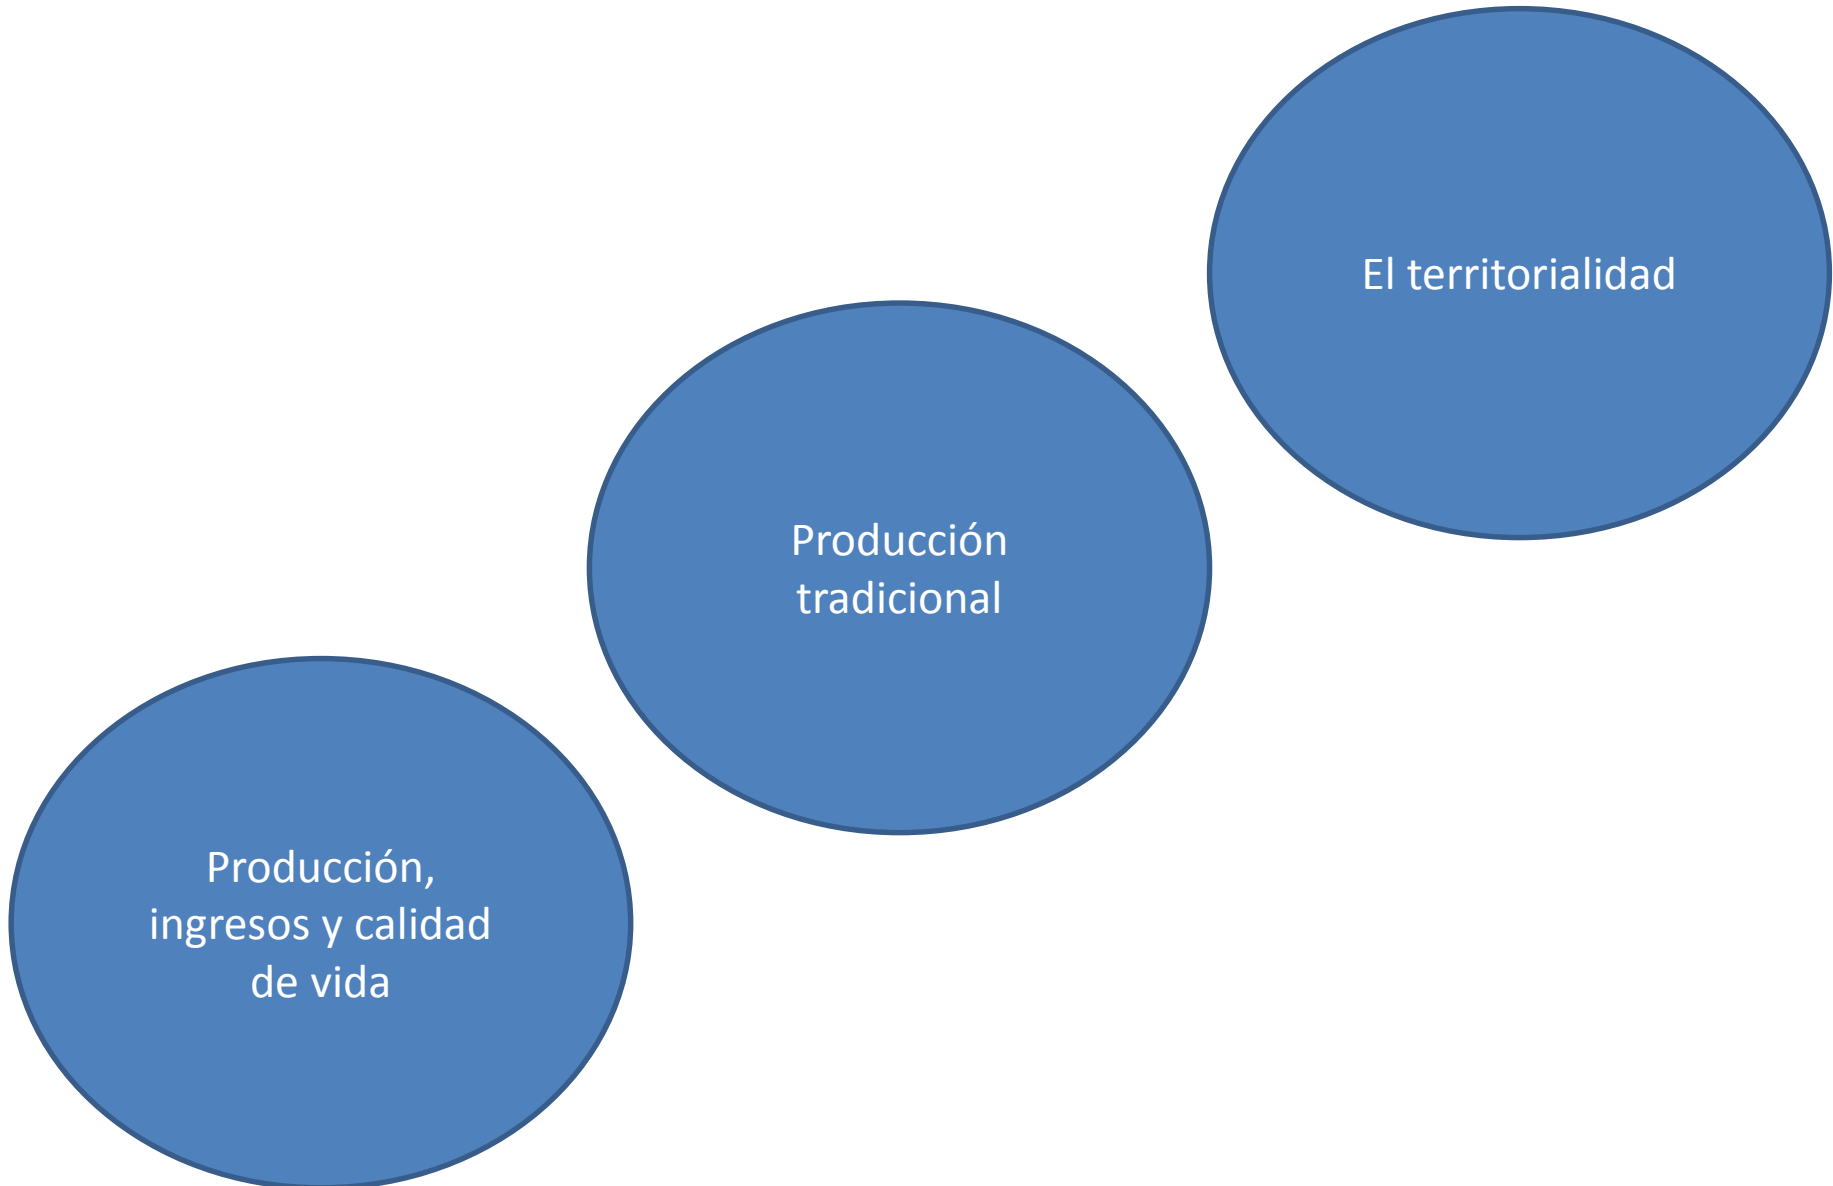 El territorialidad
Producción
tradicional
Producción,
ingresos y calidad
de vida